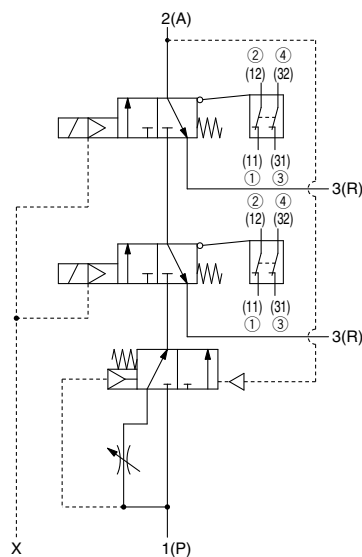 2(A)
② ④
(12) (32)
(11) (31)
① ③
3(R)
② ④
(12) (32)
(11) (31)
① ③
3(R)
X
1(P)